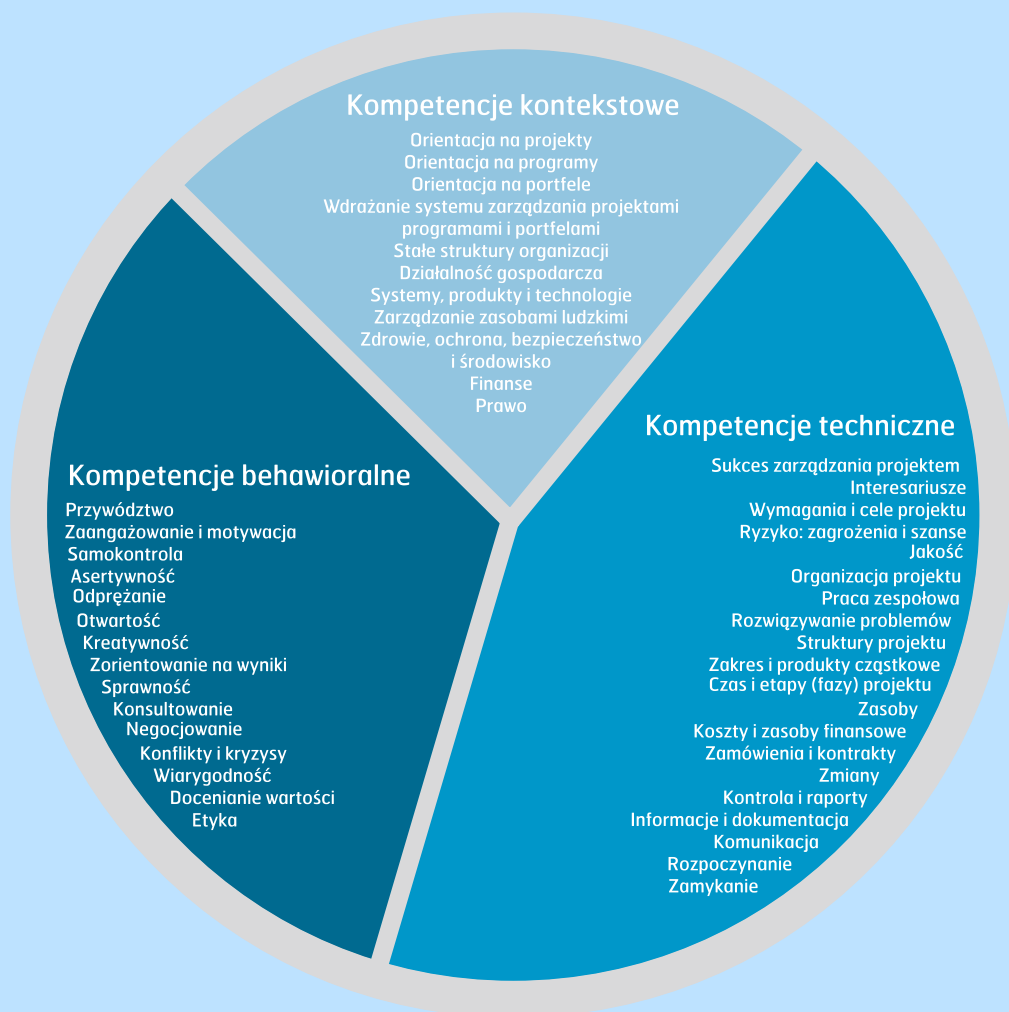 Kompetencje kontekstowe
Orientacja na projekty
Orientacja na programy
Orientacja na portfele
Wdrażanie systemu zarządzania projektami
programami i portfelami
Stałe struktury organizacji
Działalność gospodarcza
Systemy, produkty i technologie
Zarządzanie zasobami ludzkimi
Zdrowie, ochrona, bezpieczeństwo
i środowisko
Finanse
Prawo
Kompetencje behawioralne
Przywództwo
Zaangażowanie i motywacja
Samokontrola
Asertywność
Odprężanie
Otwartość
Kreatywność
Zorientowanie na wyniki
Sprawność
Konsultowanie
Negocjowanie
Konflikty i kryzysy
Wiarygodność
Docenianie wartości
Etyka
Kompetencje techniczne
Sukces zarządzania projektem
Interesariusze
Wymagania i cele projektu
Ryzyko: zagrożenia i szanse
Jakość
Organizacja projektu
Praca zespołowa
Rozwiązywanie problemów
Struktury projektu
Zakres i produkty cząstkowe
Czas i etapy (fazy) projektu
Zasoby
Koszty i zasoby finansowe
Zamówienia i kontrakty
Zmiany
Kontrola i raporty
Informacje i dokumentacja
Komunikacja
Rozpoczynanie
Zamykanie